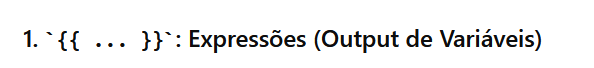 1. `{{ ... }}`: Expressões (Output de Variáveis)